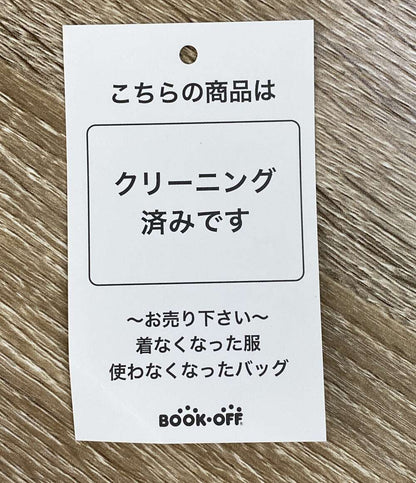 こちらの商品は
クリーニング
済みです
～お売り下さい～
着なくなった服
使わなくなったバッグ
BOOK・OFF